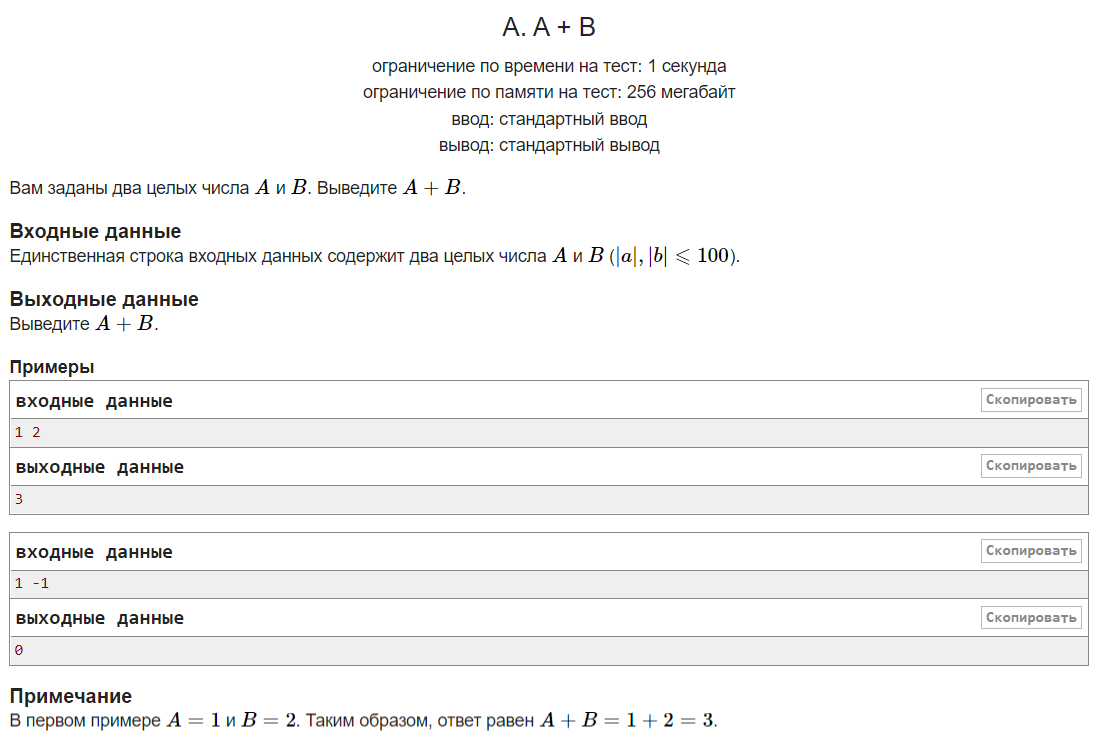 A. A + B
ограничение по времени на тест: 1 секунда
ограничение по памяти на тест: 256 мегабайт
ввод: стандартный ввод
вывод: стандартный вывод
Вам заданы два целых числа A и B. Выведите A + B.
Входные данные
Единственная строка входных данных содержит два целых числа A и B (|a|, |b| ⩽ 100).
Выходные данные
Выведите A + B.
Примеры
входные данные Скопировать
1 2
выходные данные Скопировать
3
входные данные Скопировать
1 -1
выходные данные Скопировать
0
Примечание
В первом примере A = 1 и B = 2. Таким образом, ответ равен A + B = 1 + 2 = 3.